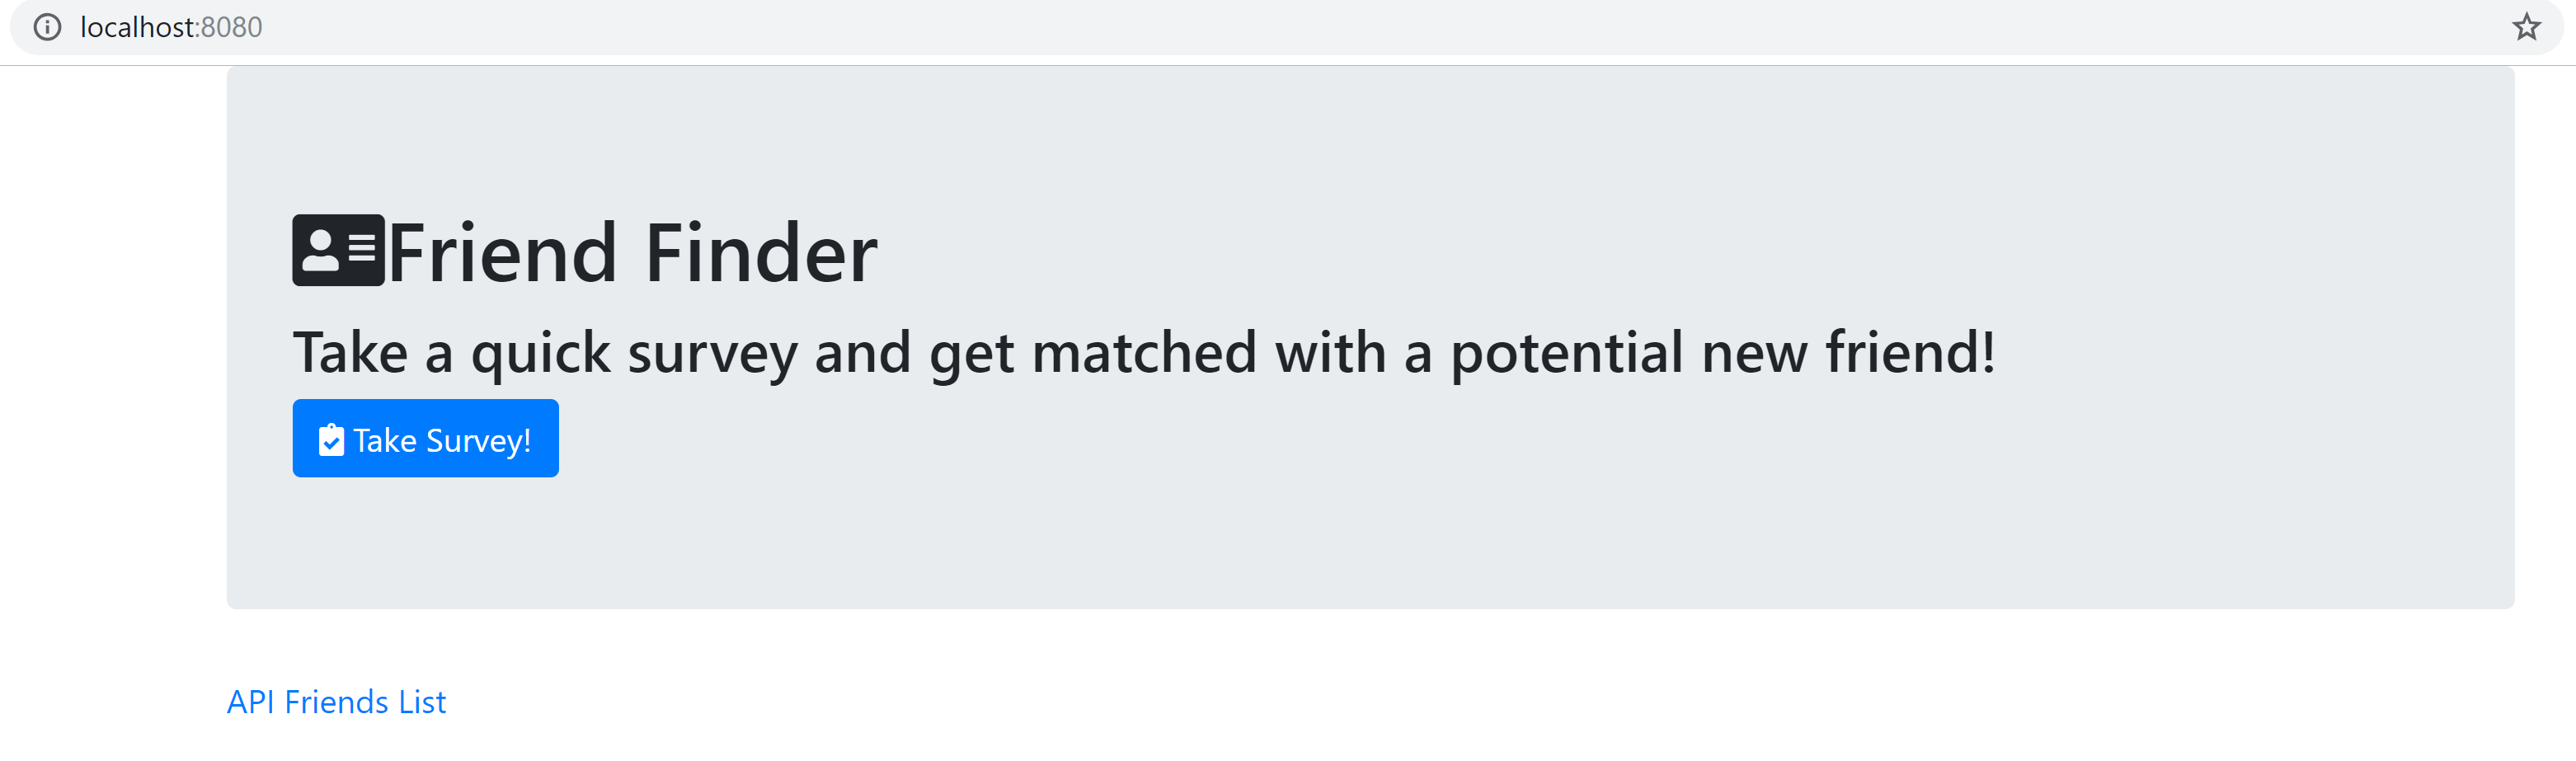 localhost:8080
Friend Finder
Take a quick survey and get matched with a potential new friend!
Take Survey!
API Friends List